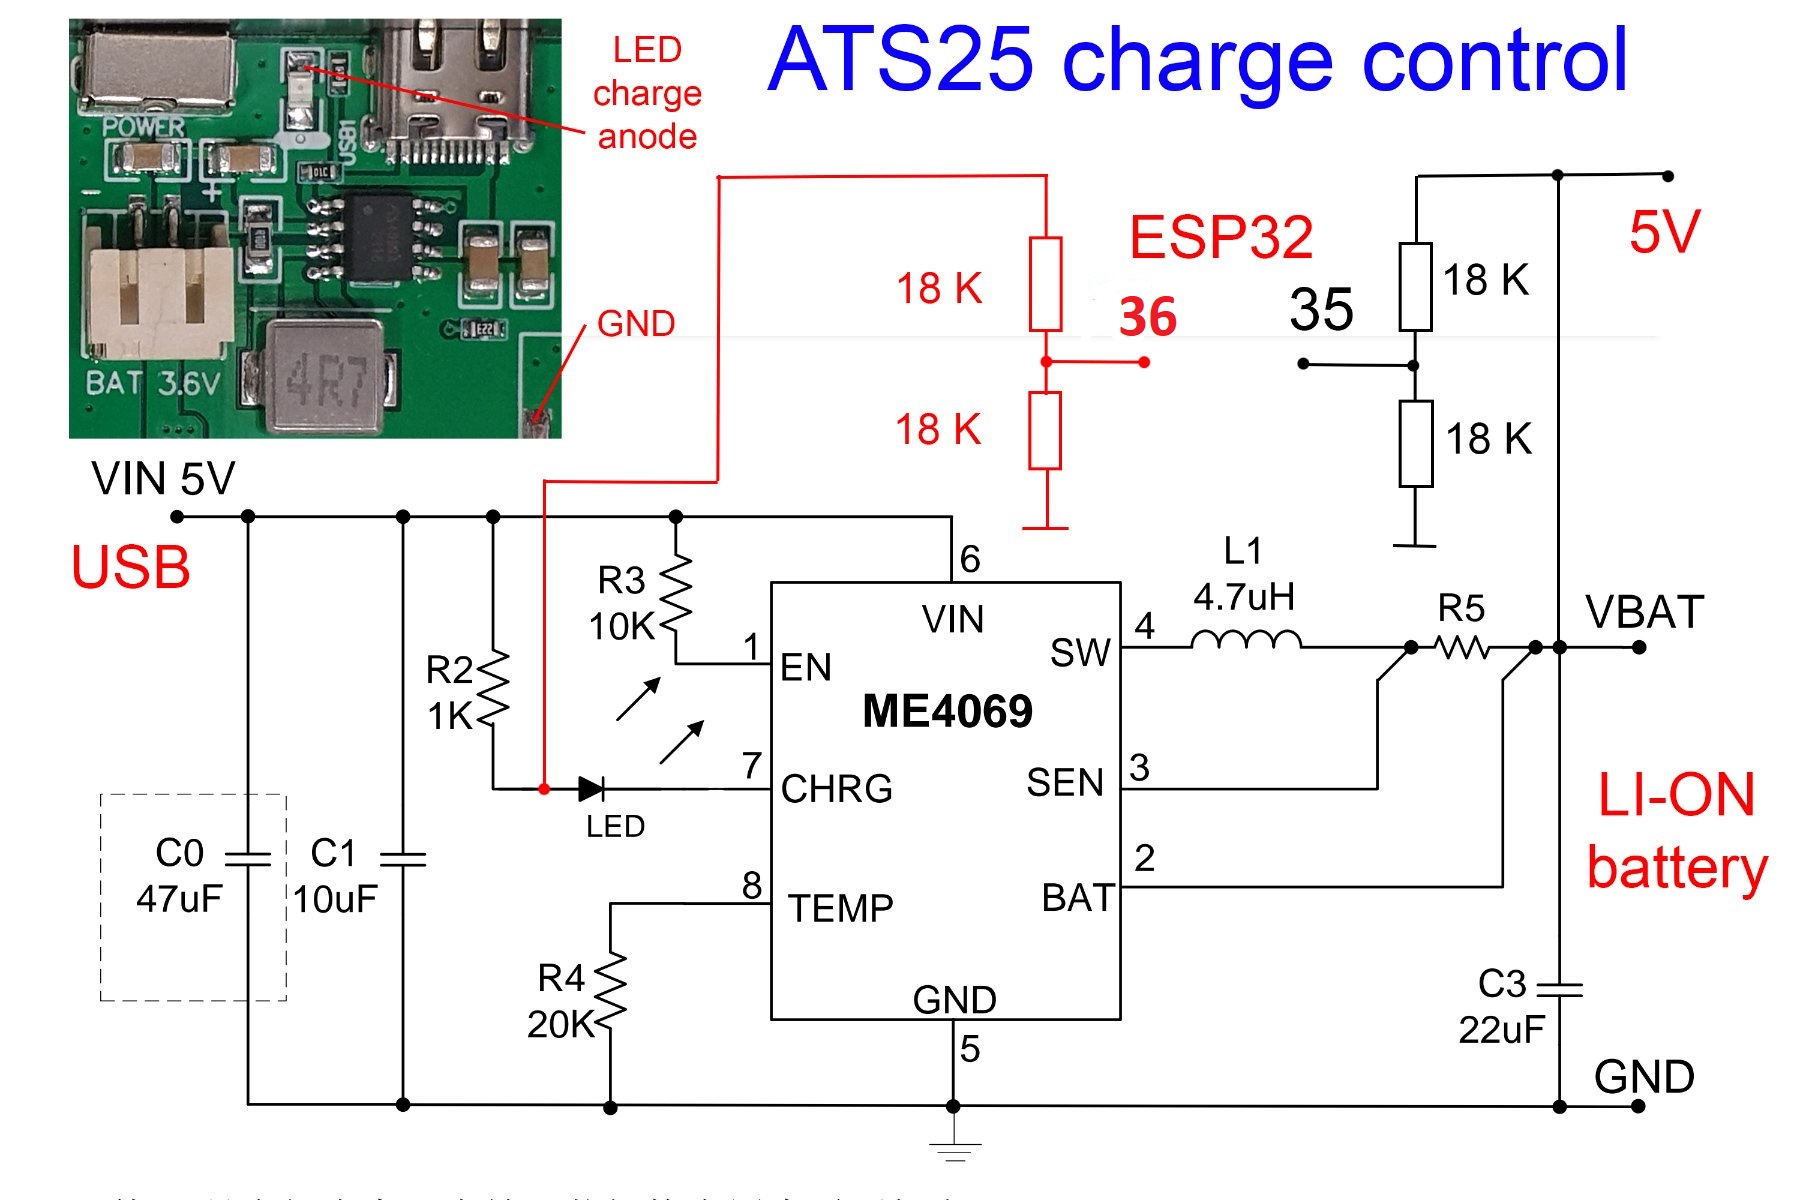 ATS25 charge control
LED
charge
anode
POWER
USB1
+
-
01C
001
GND
E22
4R7
BAT 3.6V
ESP32
36
35
5V
18 K
18 K
18 K
18 K
VIN 5V
USB
R3
10K
R2
1K
1
EN
6
VIN
SW
4
L1
4.7uH
R5
VBAT
ME4069
7
CHRG
LED
SEN
3
BAT
2
LI-ON
battery
8
TEMP
C0
47uF
C1
10uF
R4
20K
GND
5
C3
22uF
GND